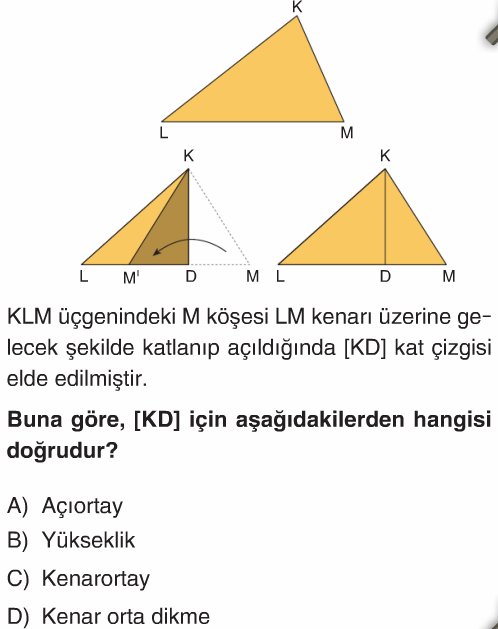 K
L
M
K
K
L
M'
D
M
L
D
M
KLM üçgenindeki M köşesi LM kenarı üzerine ge-
lecek şekilde katlanıp açıldığında [KD] kat çizgisi
elde edilmiştir.
Buna göre, [KD] için aşağıdakilerden hangisi
doğrudur?
A) Açıortay
B) Yükseklik
C) Kenarortay
D) Kenar orta dikme